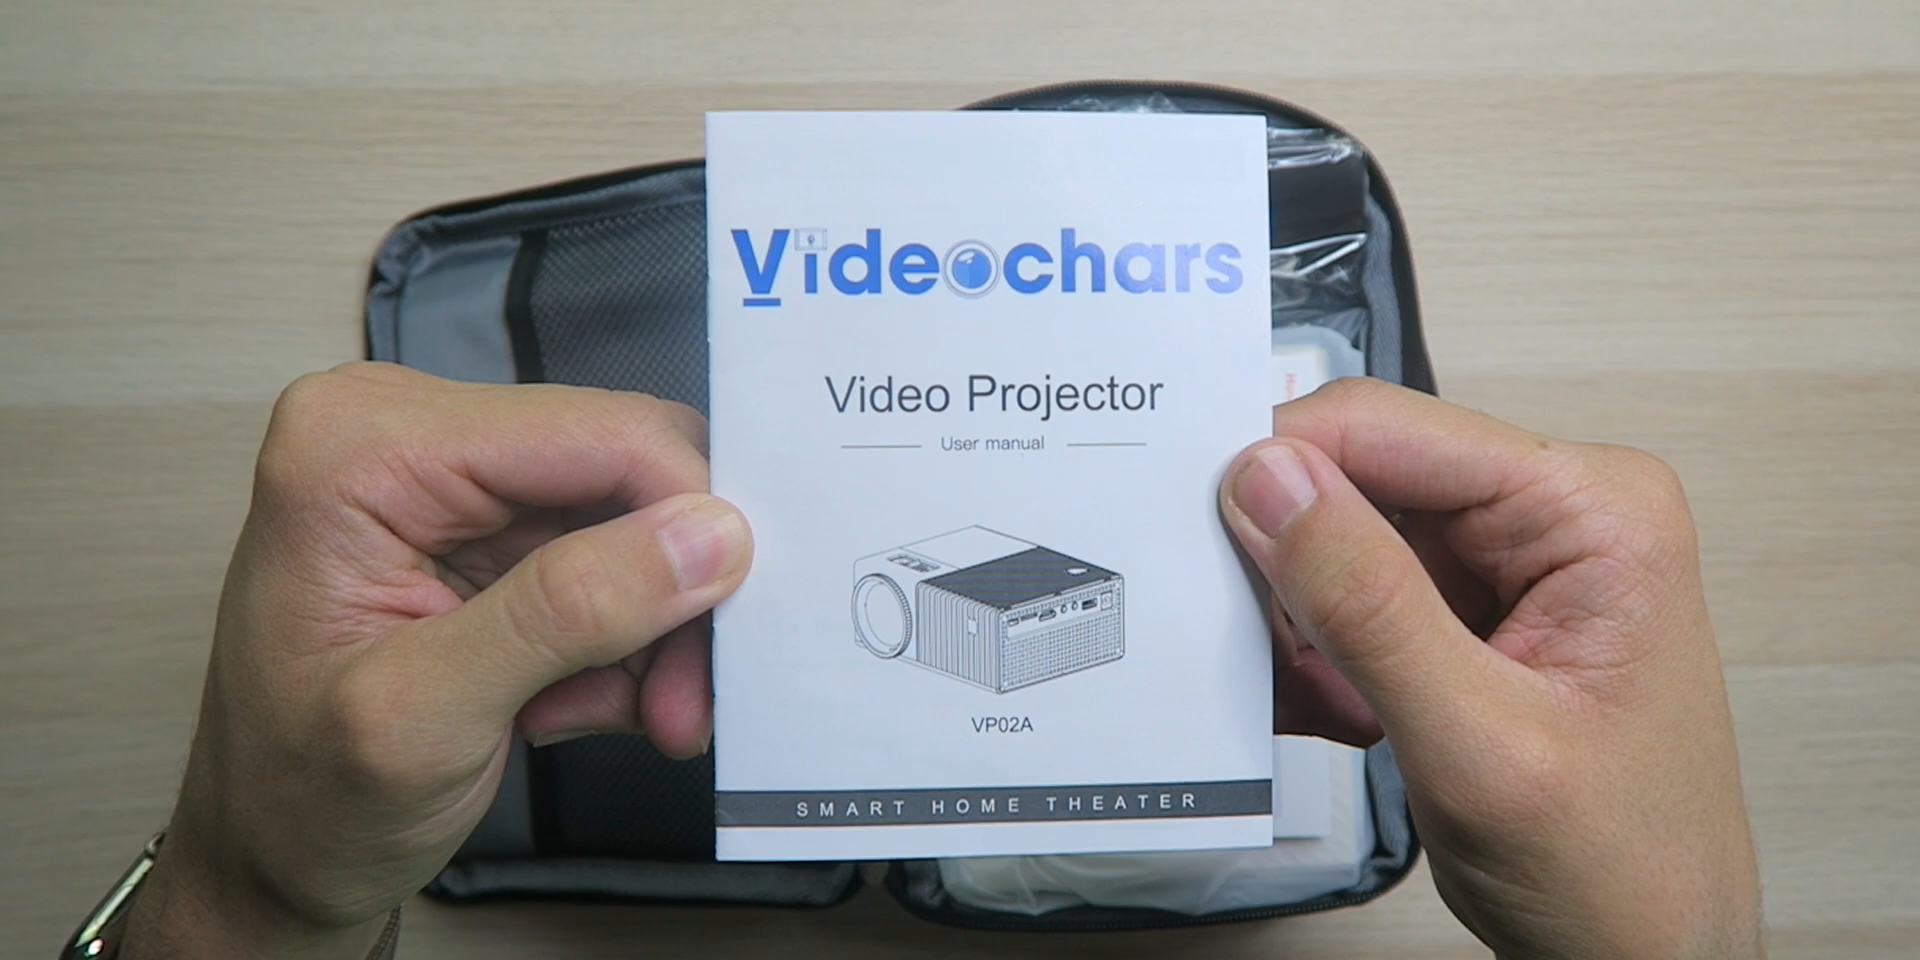 Videochars
Video Projector
User manual
VP02A
SMART HOME THEATER